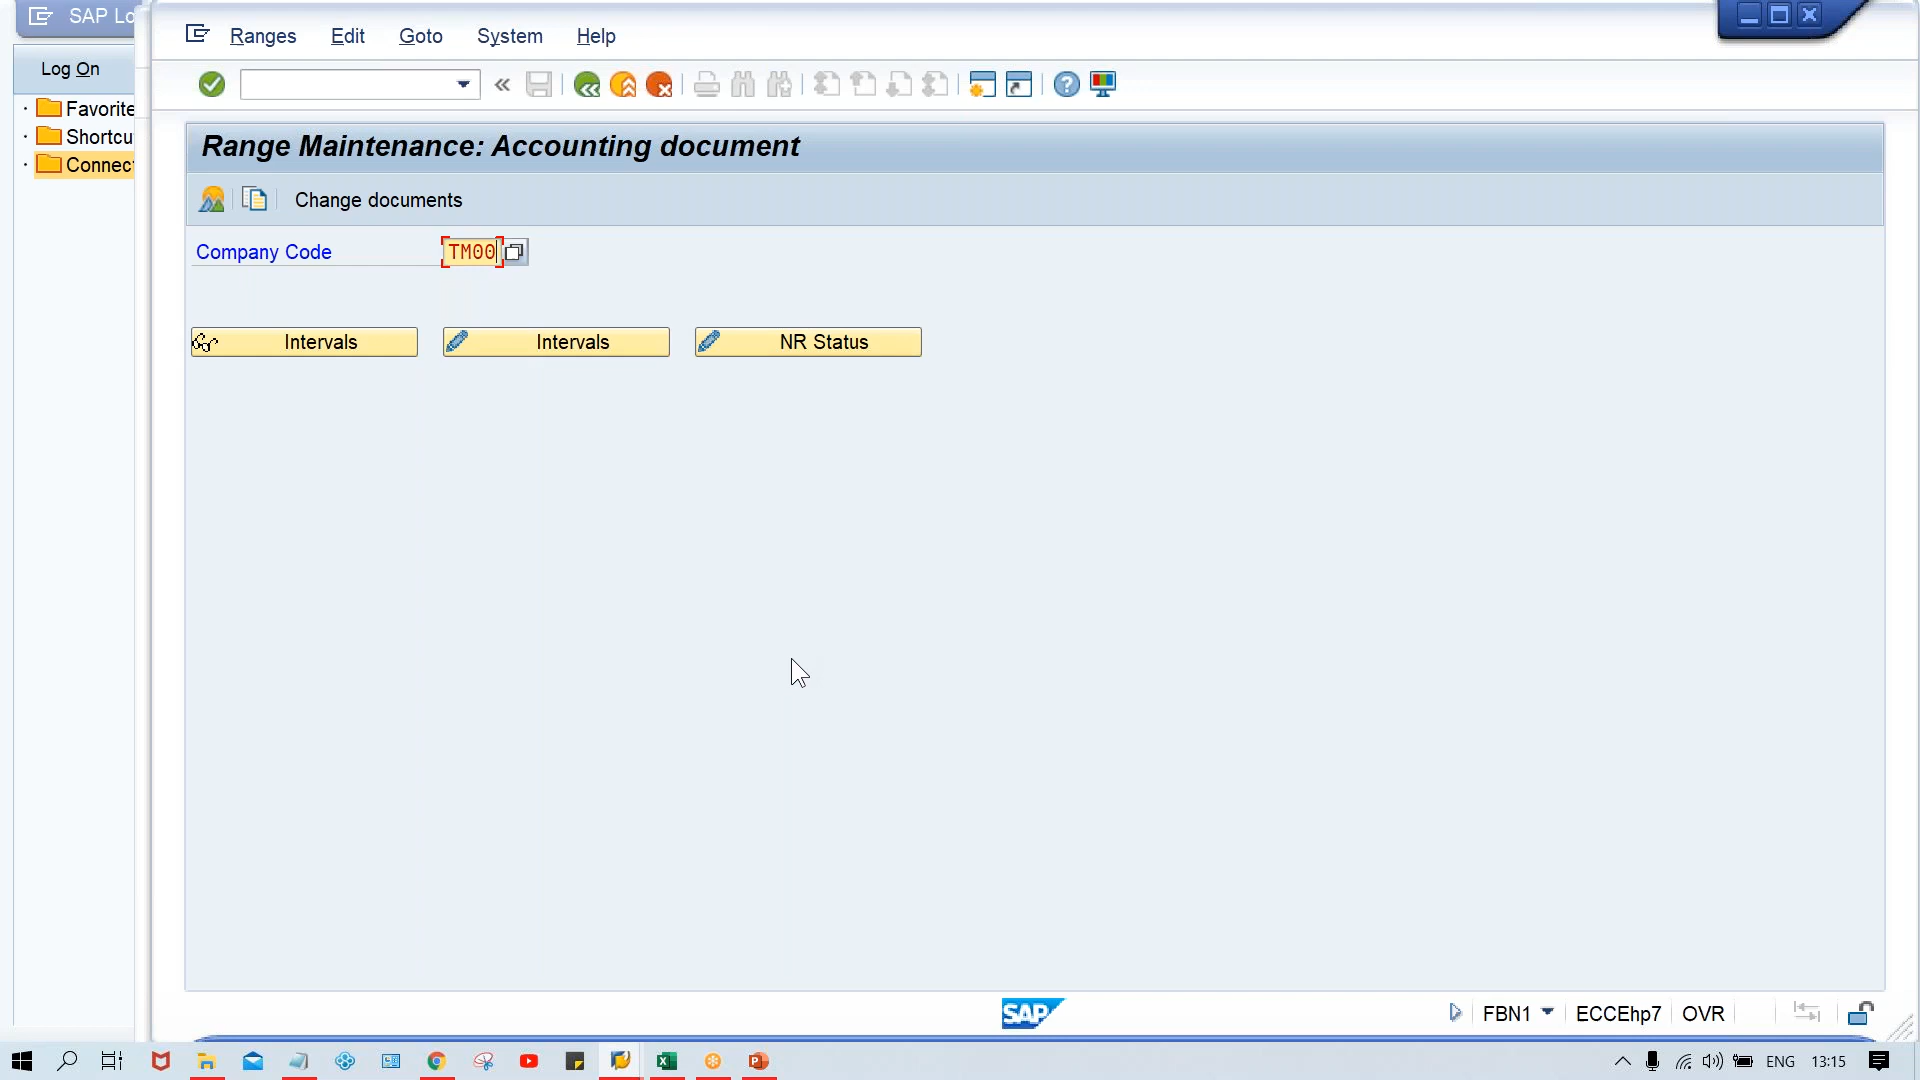 SAP Lo
Ranges Edit Goto System Help
Log On
Favorite
Shortcu
Connec
Range Maintenance: Accounting document
Change documents
Company Code TM00
Intervals Intervals NR Status
SAP FBN1 ECCEhp7 OVR
ENG 13:15